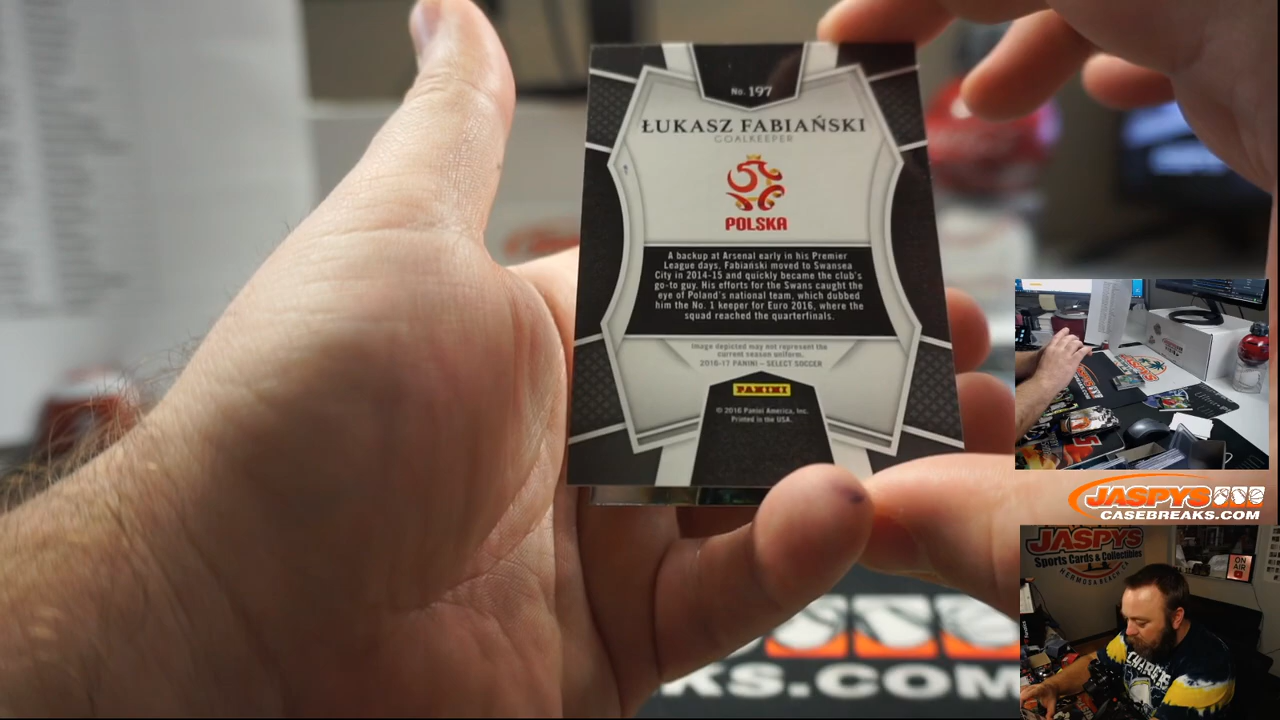 No. 197
ŁUKASZ FABIAŃSKI
GOALKEEPER
POLSKA
A backup at Arsenal early in his Premier
League days, Fabiański moved to Swansea
City in 2014-15 and quickly became the club's
go-to guy. His efforts for the Swans caught the
eye of Poland's national team, which dubbed
him the No. 1 keeper for Euro 2016, where the
squad reached the quarterfinals.
Image depicted may not represent the
current season uniform.
2016-17 PANINI – SELECT SOCCER
PANINI
© 2016 Panini America, Inc.
Printed in the USA.
KS.COM
JASPYS
CASEBREAKS.COM
JASPYS
Sports Cards & Collectibles
HERMOSA BEACH CA
ON
AIR